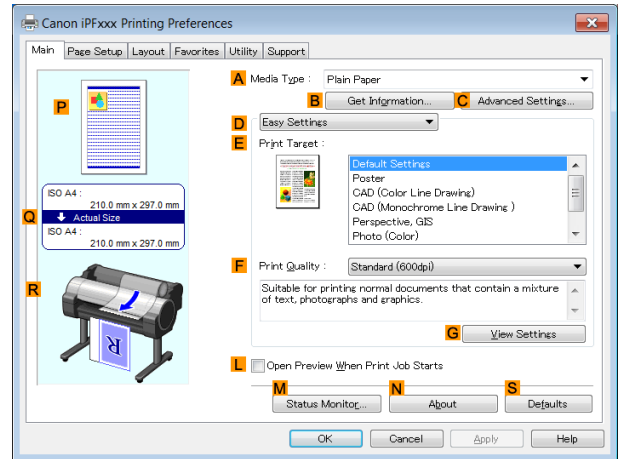 Canon iPFxxx Printing Preferences
Main Page Setup Layout Favorites Utility Support
A Media Type : Plain Paper
B Get Information... C Advanced Settings...
D Easy Settings
E Print Target :
Default Settings
Poster
CAD (Color Line Drawing)
CAD (Monochrome Line Drawing )
Perspective, GIS
Photo (Color)
F Print Quality : Standard (600dpi)
Suitable for printing normal documents that contain a mixture
of text, photographs and graphics.
G View Settings
L Open Preview When Print Job Starts
M Status Monitor... N About S Defaults
P
ISO A4 :
210.0 mm x 297.0 mm
Q Actual Size
ISO A4 :
210.0 mm x 297.0 mm
R
R
OK Cancel Apply Help